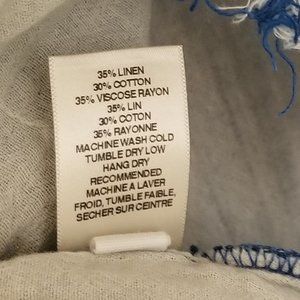 35% LINEN
30% COTTON
35% VISCOSE RAYON
35% LIN
30% COTON
35% RAYONNE
MACHINE WASH COLD
TUMBLE DRY LOW
HANG DRY
RECOMMENDED
MACHINE A LAVER
FROID, TUMBLE FAIBLE,
SECHER SUR CEINTRE